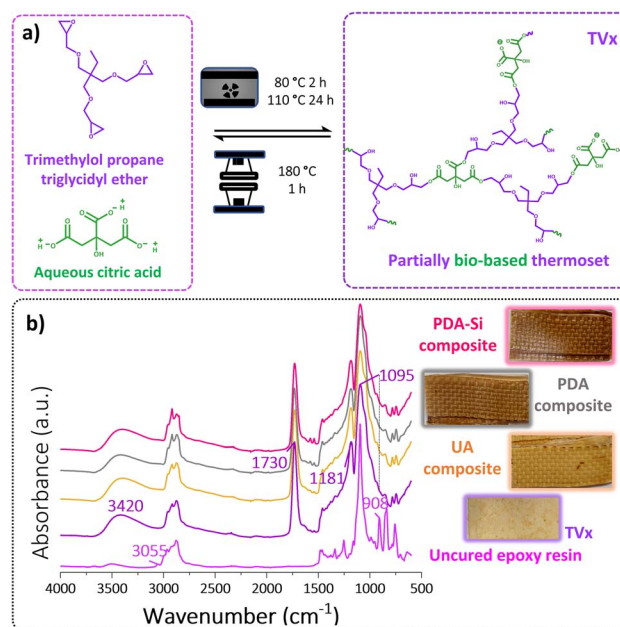 a)
TVx
80 °C 2 h
110 °C 24 h
180 °C
1 h
Trimethylol propane
triglycidyl ether
Aqueous citric acid
Partially bio-based thermoset
b)
PDA-Si
composite
PDA
composite
UA
composite
TVx
Uncured epoxy resin
1095
1730
1181
3420
908
3055
Absorbance (a.u.)
4000 3500 3000 2500 2000 1500 1000 500
Wavenumber (cm⁻¹)